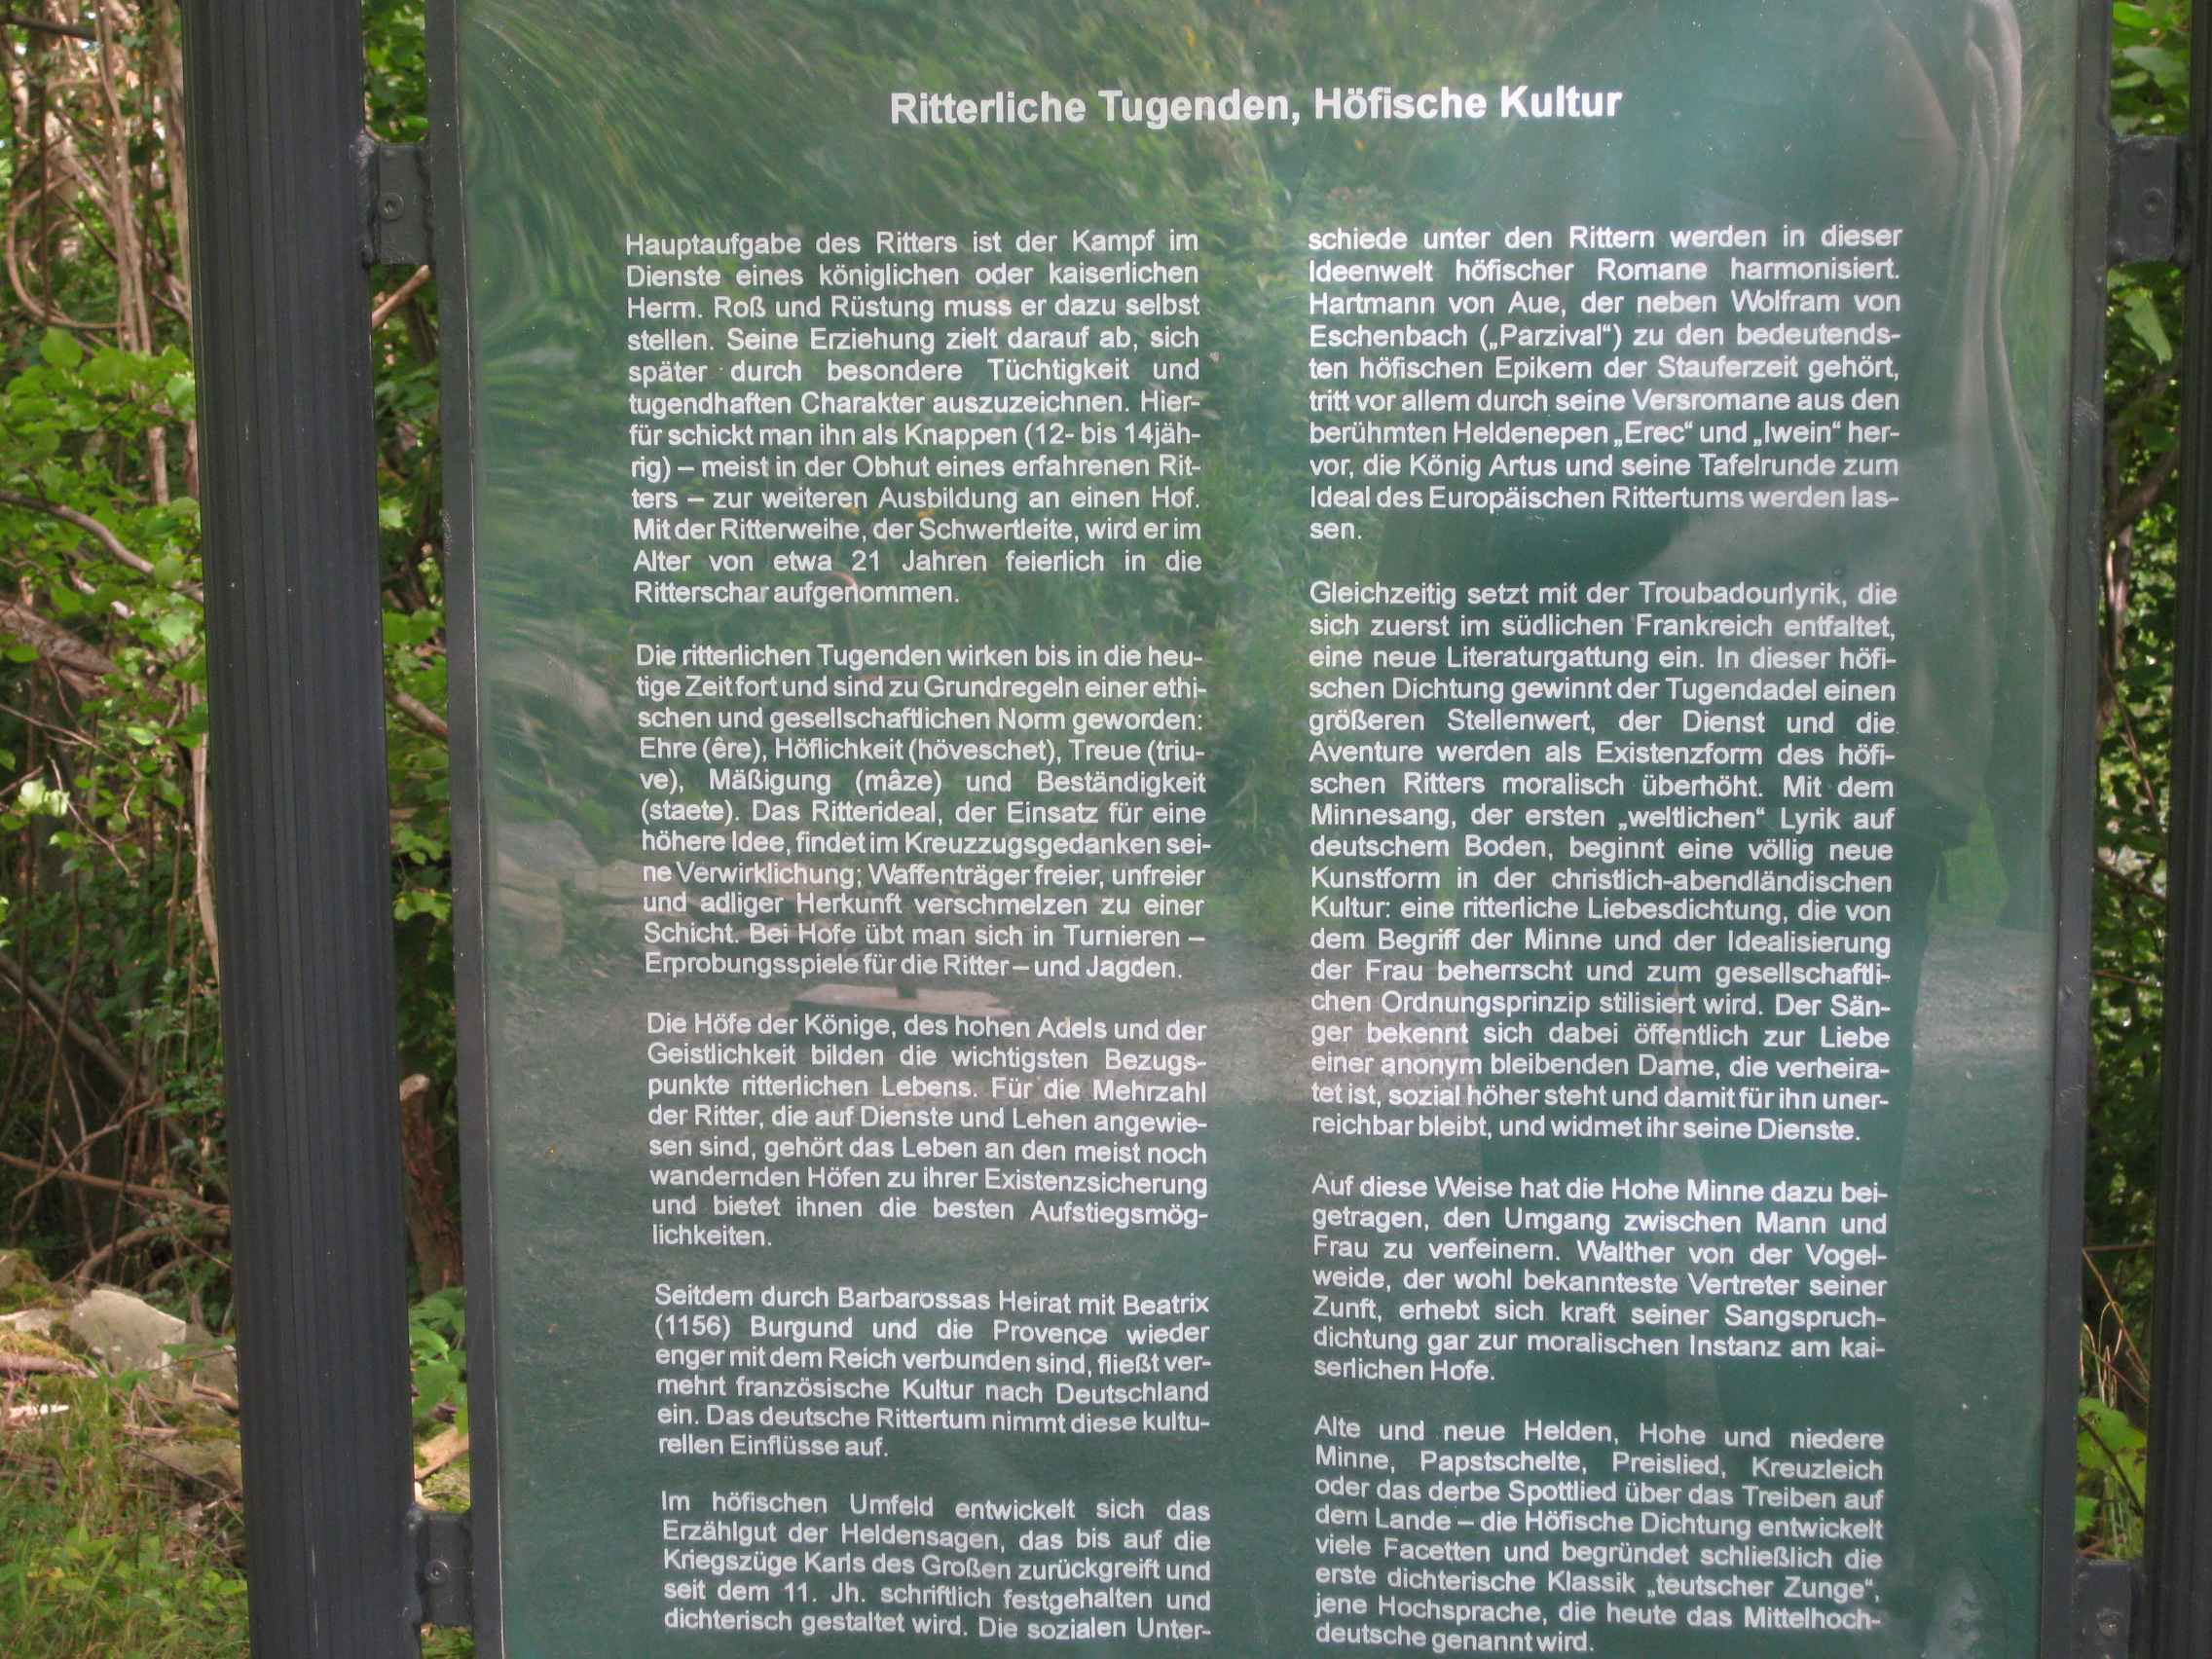 Ritterliche Tugenden, Höfische Kultur
Hauptaufgabe des Ritters ist der Kampf im
Dienste eines königlichen oder kaiserlichen
Herrn. Roß und Rüstung muss er dazu selbst
stellen. Seine Erziehung zielt darauf ab, sich
später durch besondere Tüchtigkeit und
tugendhaften Charakter auszuzeichnen. Hier-
für schickt man ihn als Knappen (12- bis 14jäh-
rig) – meist in der Obhut eines erfahrenen Rit-
ters – zur weiteren Ausbildung an einen Hof.
Mit der Ritterweihe, der Schwertleite, wird er im
Alter von etwa 21 Jahren feierlich in die
Ritterschar aufgenommen.
Die ritterlichen Tugenden wirken bis in die heu-
tige Zeit fort und sind zu Grundregeln einer ethi-
schen und gesellschaftlichen Norm geworden:
Ehre (êre), Höflichkeit (höveschet), Treue (triu-
ve), Mäßigung (mâze) und Beständigkeit
(staete). Das Ritterideal, der Einsatz für eine
höhere Idee, findet im Kreuzzugsgedanken sei-
ne Verwirklichung; Waffenträger freier, unfreier
und adliger Herkunft verschmelzen zu einer
Schicht. Bei Hofe übt man sich in Turnieren –
Erprobungsspiele für die Ritter – und Jagden.
Die Höfe der Könige, des hohen Adels und der
Geistlichkeit bilden die wichtigsten Bezugs-
punkte ritterlichen Lebens. Für die Mehrzahl
der Ritter, die auf Dienste und Lehen angewie-
sen sind, gehört das Leben an den meist noch
wandernden Höfen zu ihrer Existenzsicherung
und bietet ihnen die besten Aufstiegsmög-
lichkeiten.
Seitdem durch Barbarossas Heirat mit Beatrix
(1156) Burgund und die Provence wieder
enger mit dem Reich verbunden sind, fließt ver-
mehrt französische Kultur nach Deutschland
ein. Das deutsche Rittertum nimmt diese kultu-
rellen Einflüsse auf.
Im höfischen Umfeld entwickelt sich das
Erzählgut der Heldensagen, das bis auf die
Kriegszüge Karls des Großen zurückgreift und
seit dem 11. Jh. schriftlich festgehalten und
dichterisch gestaltet wird. Die sozialen Unter-
schiede unter den Rittern werden in dieser
Ideenwelt höfischer Romane harmonisiert.
Hartmann von Aue, der neben Wolfram von
Eschenbach („Parzival“) zu den bedeutends-
ten höfischen Epikern der Stauferzeit gehört,
tritt vor allem durch seine Versromane aus den
berühmten Heldenepen „Erec“ und „Iwein“ her-
vor, die König Artus und seine Tafelrunde zum
Ideal des Europäischen Rittertums werden las-
sen.
Gleichzeitig setzt mit der Troubadourlyrik, die
sich zuerst im südlichen Frankreich entfaltet,
eine neue Literaturgattung ein. In dieser höfi-
schen Dichtung gewinnt der Tugendadel einen
größeren Stellenwert, der Dienst und die
Aventure werden als Existenzform des höfi-
schen Ritters moralisch überhöht. Mit dem
Minnesang, der ersten „weltlichen“ Lyrik auf
deutschem Boden, beginnt eine völlig neue
Kunstform in der christlich-abendländischen
Kultur: eine ritterliche Liebesdichtung, die von
dem Begriff der Minne und der Idealisierung
der Frau beherrscht und zum gesellschaftli-
chen Ordnungsprinzip stilisiert wird. Der Sän-
ger bekennt sich dabei öffentlich zur Liebe
einer anonym bleibenden Dame, die verheira-
tet ist, sozial höher steht und damit für ihn uner-
reichbar bleibt, und widmet ihr seine Dienste.
Auf diese Weise hat die Hohe Minne dazu bei-
getragen, den Umgang zwischen Mann und
Frau zu verfeinern. Walther von der Vogel-
weide, der wohl bekannteste Vertreter seiner
Zunft, erhebt sich kraft seiner Sangspruch-
dichtung gar zur moralischen Instanz am kai-
serlichen Hofe.
Alte und neue Helden, Hohe und niedere
Minne, Papstschelte, Preislied, Kreuzleich
oder das derbe Spottlied über das Treiben auf
dem Lande – die Höfische Dichtung entwickelt
viele Facetten und begründet schließlich die
erste dichterische Klassik „teutscher Zunge“,
jene Hochsprache, die heute das Mittelhoch-
deutsche genannt wird.